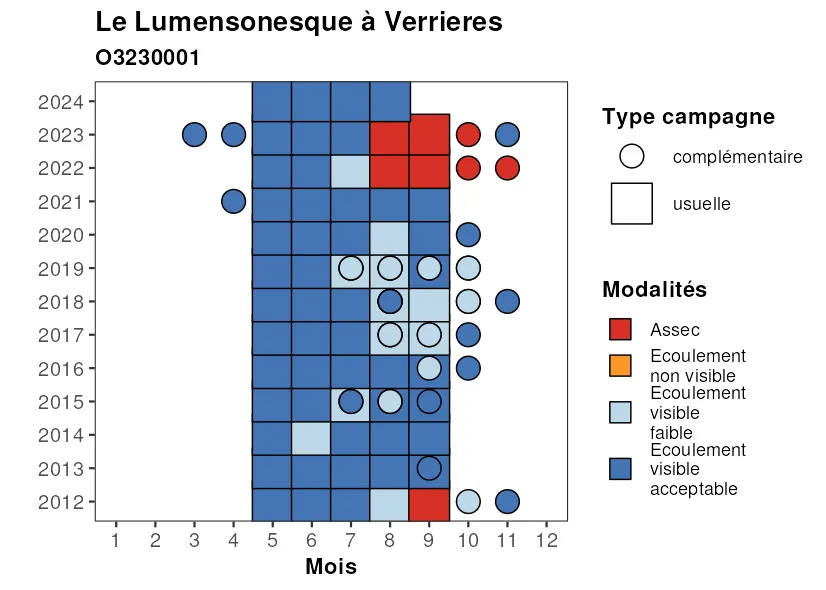 Le Lumensonesque à Verrieres
O3230001
2024
2023
2022
2021
2020
2019
2018
2017
2016
2015
2014
2013
2012
1 2 3 4 5 6 7 8 9 10 11 12
Mois
Type campagne
complémentaire
usuelle
Modalités
Assec
Ecoulement
non visible
Ecoulement
visible
faible
Ecoulement
visible
acceptable